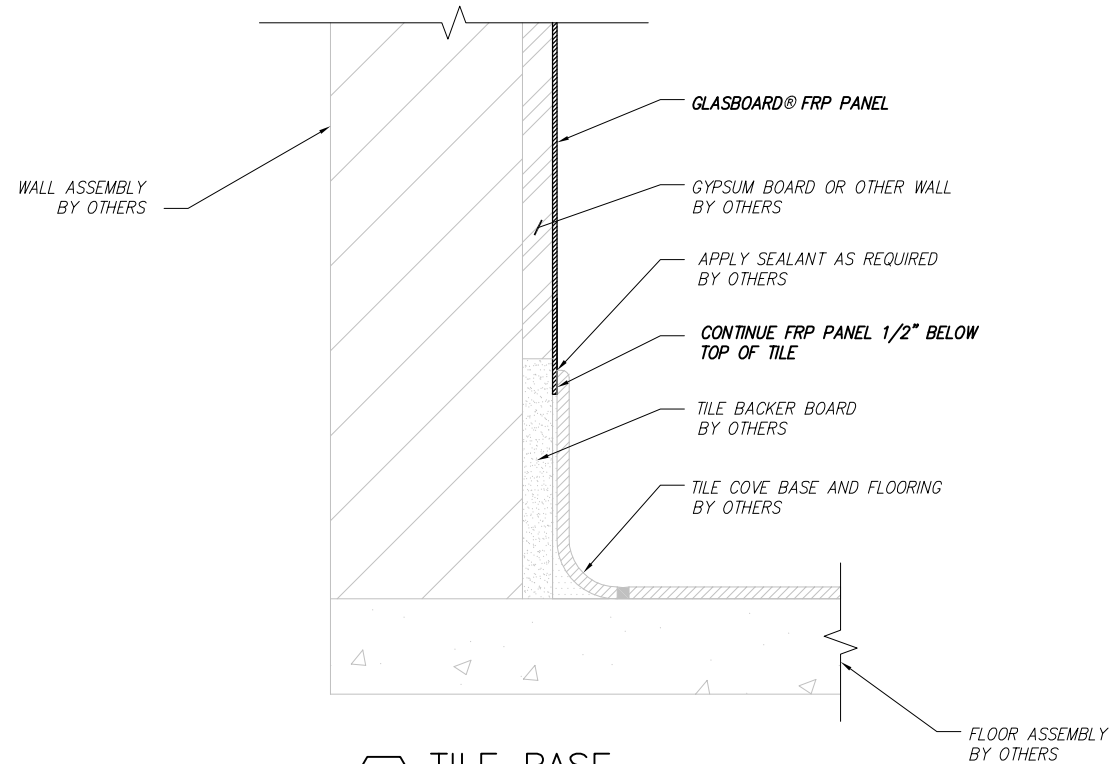 GLASBOARD® FRP PANEL
WALL ASSEMBLY
BY OTHERS
GYPSUM BOARD OR OTHER WALL
BY OTHERS
APPLY SEALANT AS REQUIRED
BY OTHERS
CONTINUE FRP PANEL 1/2" BELOW
TOP OF TILE
TILE BACKER BOARD
BY OTHERS
TILE COVE BASE AND FLOORING
BY OTHERS
FLOOR ASSEMBLY
BY OTHERS
TILE BASE